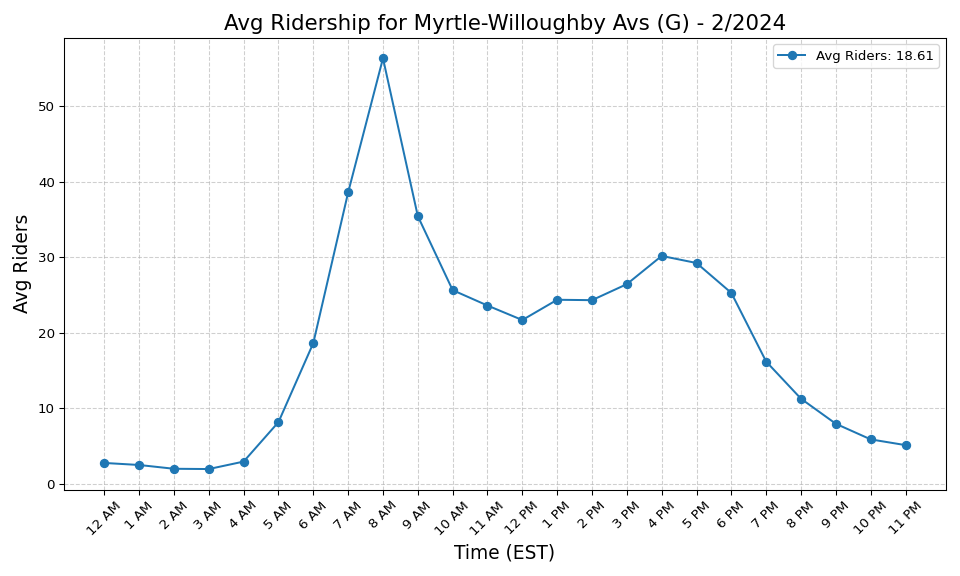 Avg Ridership for Myrtle-Willoughby Avs (G) - 2/2024
Avg Riders: 18.61
Avg Riders
50
40
30
20
10
0
12 AM
1 AM
2 AM
3 AM
4 AM
5 AM
6 AM
7 AM
8 AM
9 AM
10 AM
11 AM
12 PM
1 PM
2 PM
3 PM
4 PM
5 PM
6 PM
7 PM
8 PM
9 PM
10 PM
11 PM
Time (EST)